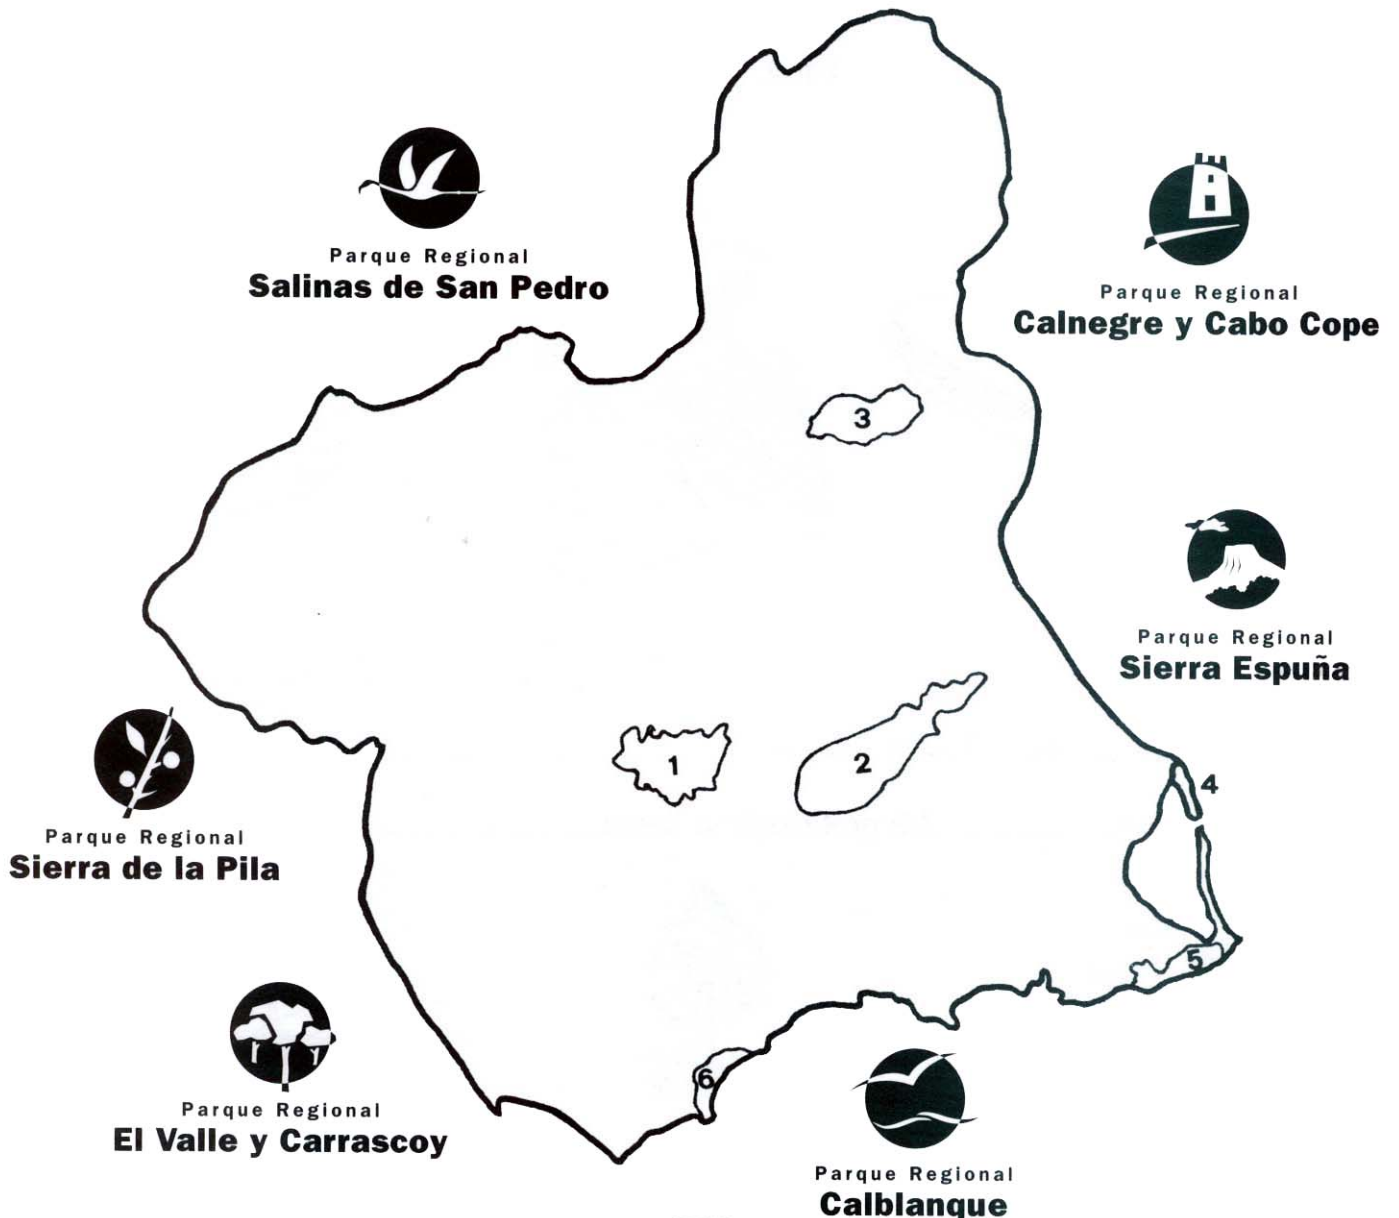 Parque Regional
Salinas de San Pedro
Parque Regional
Calnegre y Cabo Cope
3
Parque Regional
Sierra Espuña
1
2
4
Parque Regional
Sierra de la Pila
5
6
Parque Regional
El Valle y Carrascoy
Parque Regional
Calblanque